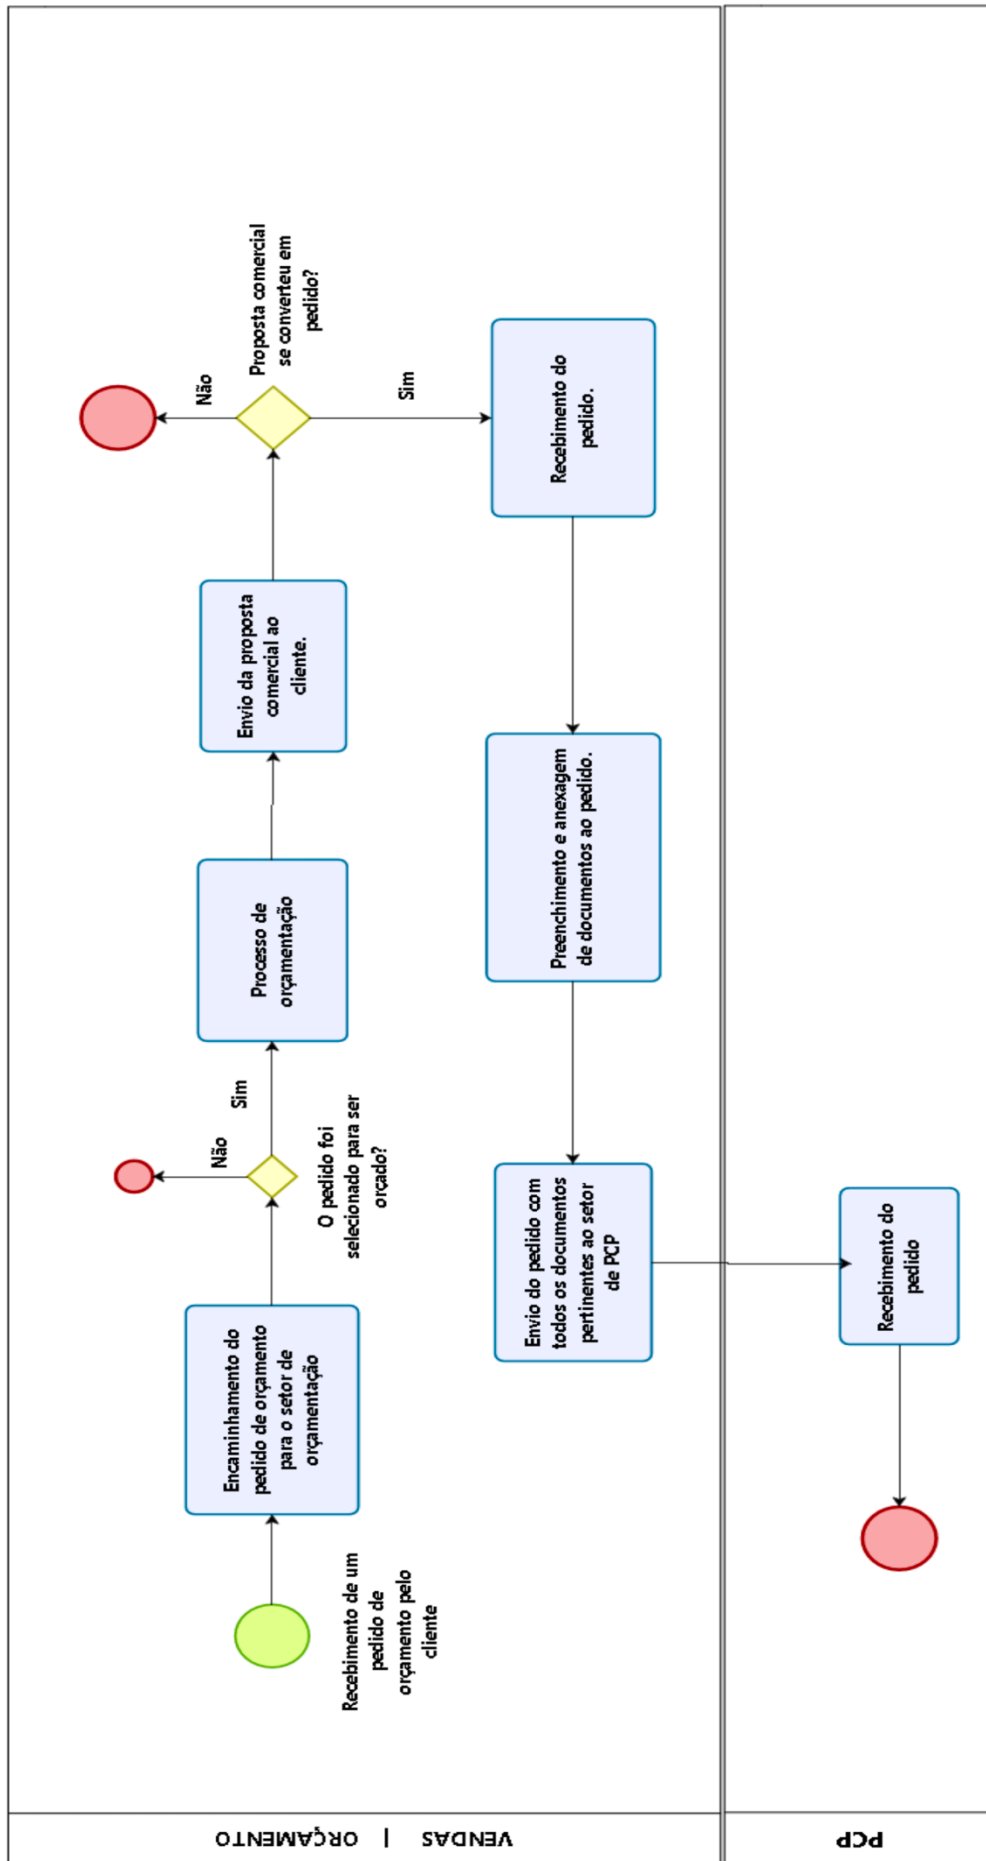 VENDAS | ORÇAMENTO
Recebimento de um
pedido de
orçamento pelo
cliente
Encaminhamento do
pedido de orçamento
para o setor de
orçamentação
O pedido foi
selecionado para ser
orçado?
Não
Sim
Processo de
orçamentação
Envio da proposta
comercial ao
cliente.
Proposta comercial
se converteu em
pedido?
Não
Sim
Recebimento do
pedido.
Preenchimento e anexagem
de documentos ao pedido.
Envio do pedido com
todos os documentos
pertinentes ao setor
de PCP
PCP
Recebimento do
pedido